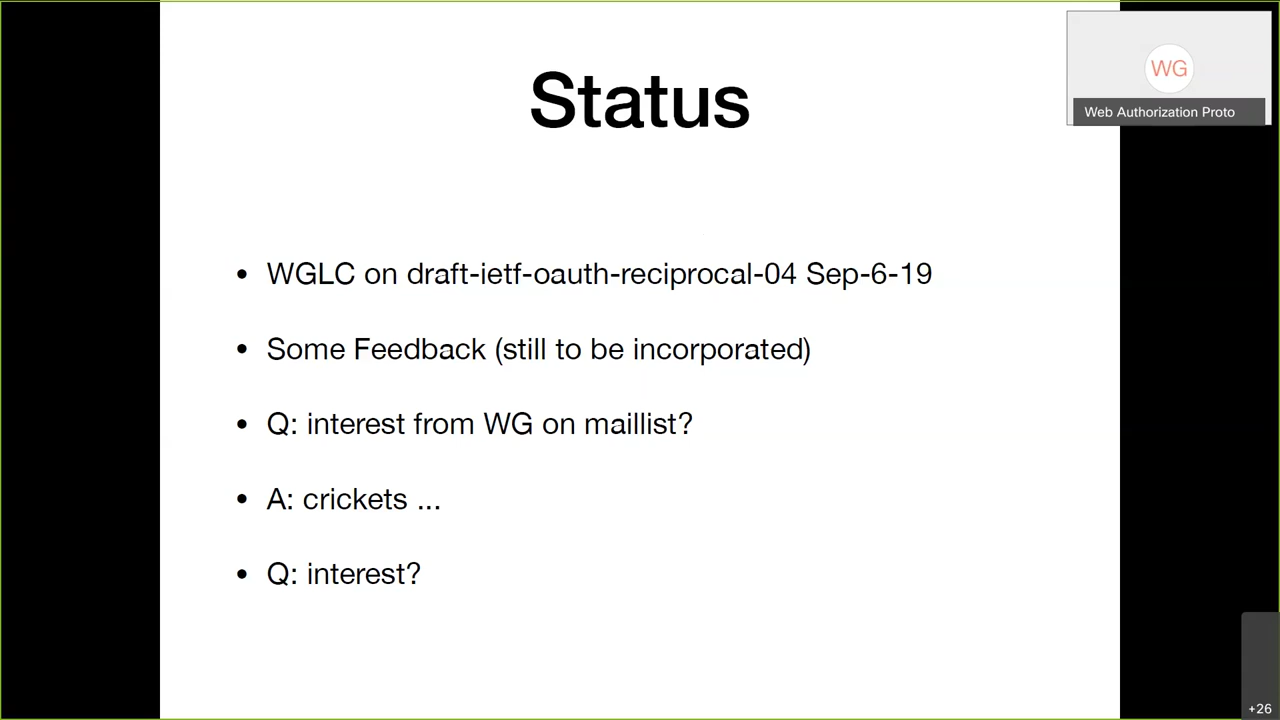 Status
WG
Web Authorization Proto
• WGLC on draft-ietf-oauth-reciprocal-04 Sep-6-19
• Some Feedback (still to be incorporated)
• Q: interest from WG on maillist?
• A: crickets ...
• Q: interest?
+26